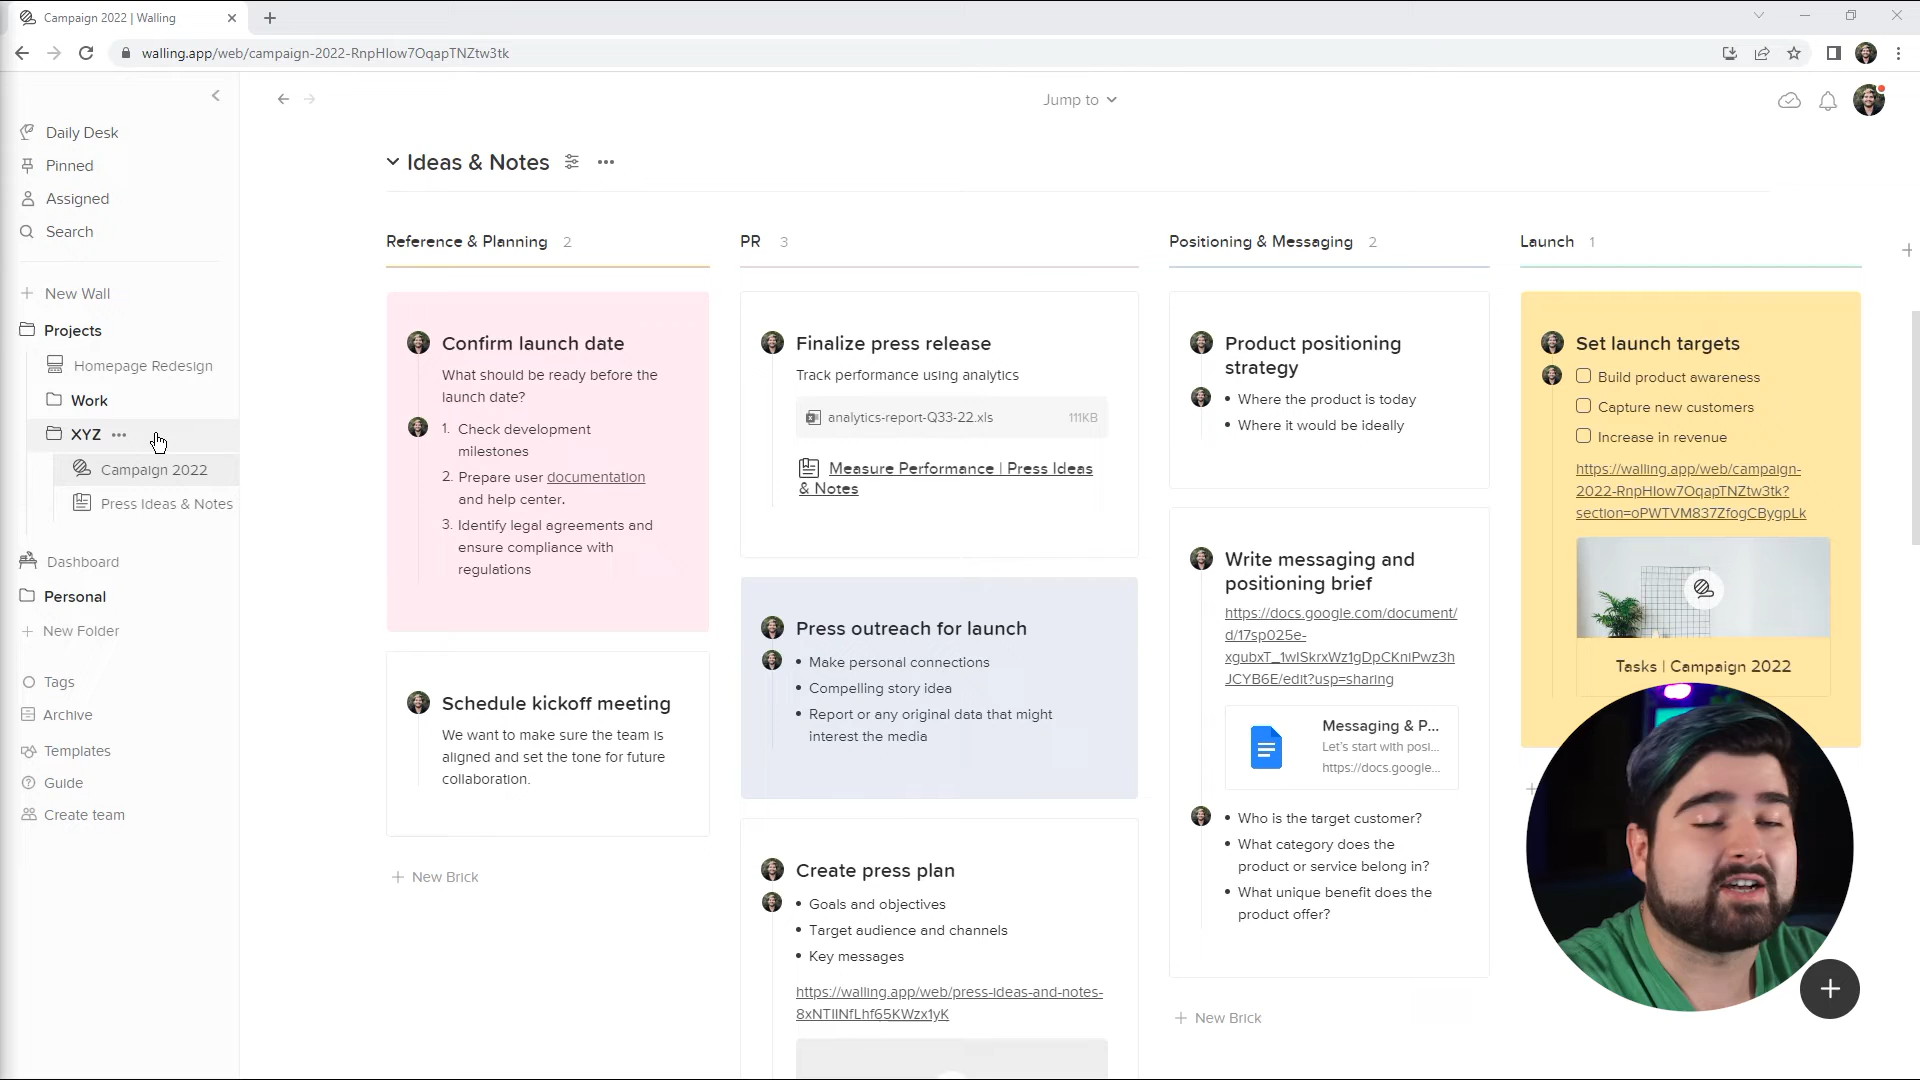 Campaign 2022 | Walling
walling.app/web/campaign-2022-RnpHIow7OqapTNZtw3tk
Jump to
Daily Desk
Pinned
Assigned
Search
New Wall
Projects
Homepage Redesign
Work
XYZ
Campaign 2022
Press Ideas & Notes
Dashboard
Personal
New Folder
Tags
Archive
Templates
Guide
Create team
Ideas & Notes
Reference & Planning 2
Confirm launch date
What should be ready before the
launch date?
1. Check development
milestones
2. Prepare user documentation
and help center.
3. Identify legal agreements and
ensure compliance with
regulations
Schedule kickoff meeting
We want to make sure the team is
aligned and set the tone for future
collaboration.
New Brick
PR 3
Finalize press release
Track performance using analytics
analytics-report-Q33-22.xls 111KB
Measure Performance | Press Ideas
& Notes
Press outreach for launch
• Make personal connections
• Compelling story idea
• Report or any original data that might
interest the media
Create press plan
• Goals and objectives
• Target audience and channels
• Key messages
https://walling.app/web/press-ideas-and-notes-
8xNTIINfLhf65KWzx1yK
Positioning & Messaging 2
Product positioning
strategy
• Where the product is today
• Where it would be ideally
Write messaging and
positioning brief
https://docs.google.com/document/
d/17sp025e-
xgubxT_1wISkrxWz1gDpCKniPwz3h
JCYB6E/edit?usp=sharing
Messaging & P...
Let's start with posi...
https://docs.google...
• Who is the target customer?
• What category does the
product or service belong in?
• What unique benefit does the
product offer?
New Brick
Launch 1
Set launch targets
Build product awareness
Capture new customers
Increase in revenue
https://walling.app/web/campaign-
2022-RnpHIow7OqapTNZtw3tk?
section=oPWTVM837ZfogCBygpLk
Tasks | Campaign 2022